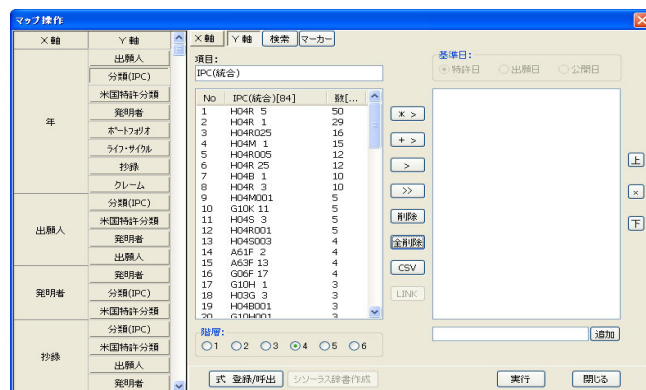 マップ操作
X 軸
Y 軸
年
出願人
分類(IPC)
米国特許分類
発明者
ポートフォリオ
ライフ・サイクル
抄録
クレーム
出願人
分類(IPC)
米国特許分類
発明者
出願人
発明者
発明者
分類(IPC)
米国特許分類
抄録
分類(IPC)
米国特許分類
出願人
発明者
X 軸
Y 軸
検索
マーカー
項目:
IPC(統合)
No IPC(統合)[84] 数[...
1 H04R 5 50
2 H04R 1 29
3 H04R025 16
4 H04M 1 15
5 H04R005 12
6 H04R 25 12
7 H04B 1 10
8 H04R 3 10
9 H04M001 5
10 G10K 11 5
11 H04S 3 5
12 H04R001 5
13 H04S003 4
14 A61F 2 4
15 A63F 13 4
16 G06F 17 4
17 G10H 1 3
18 H03G 3 3
19 H04B001 3
20 G10H001 3
階層:
1 2 3 4 5 6
* >
+ >
>
>>
削除
全削除
CSV
LINK
基準日:
特許日 出願日 公開日
上
×
下
追加
式 登録/呼出
シソーラス辞書作成
実行
閉じる